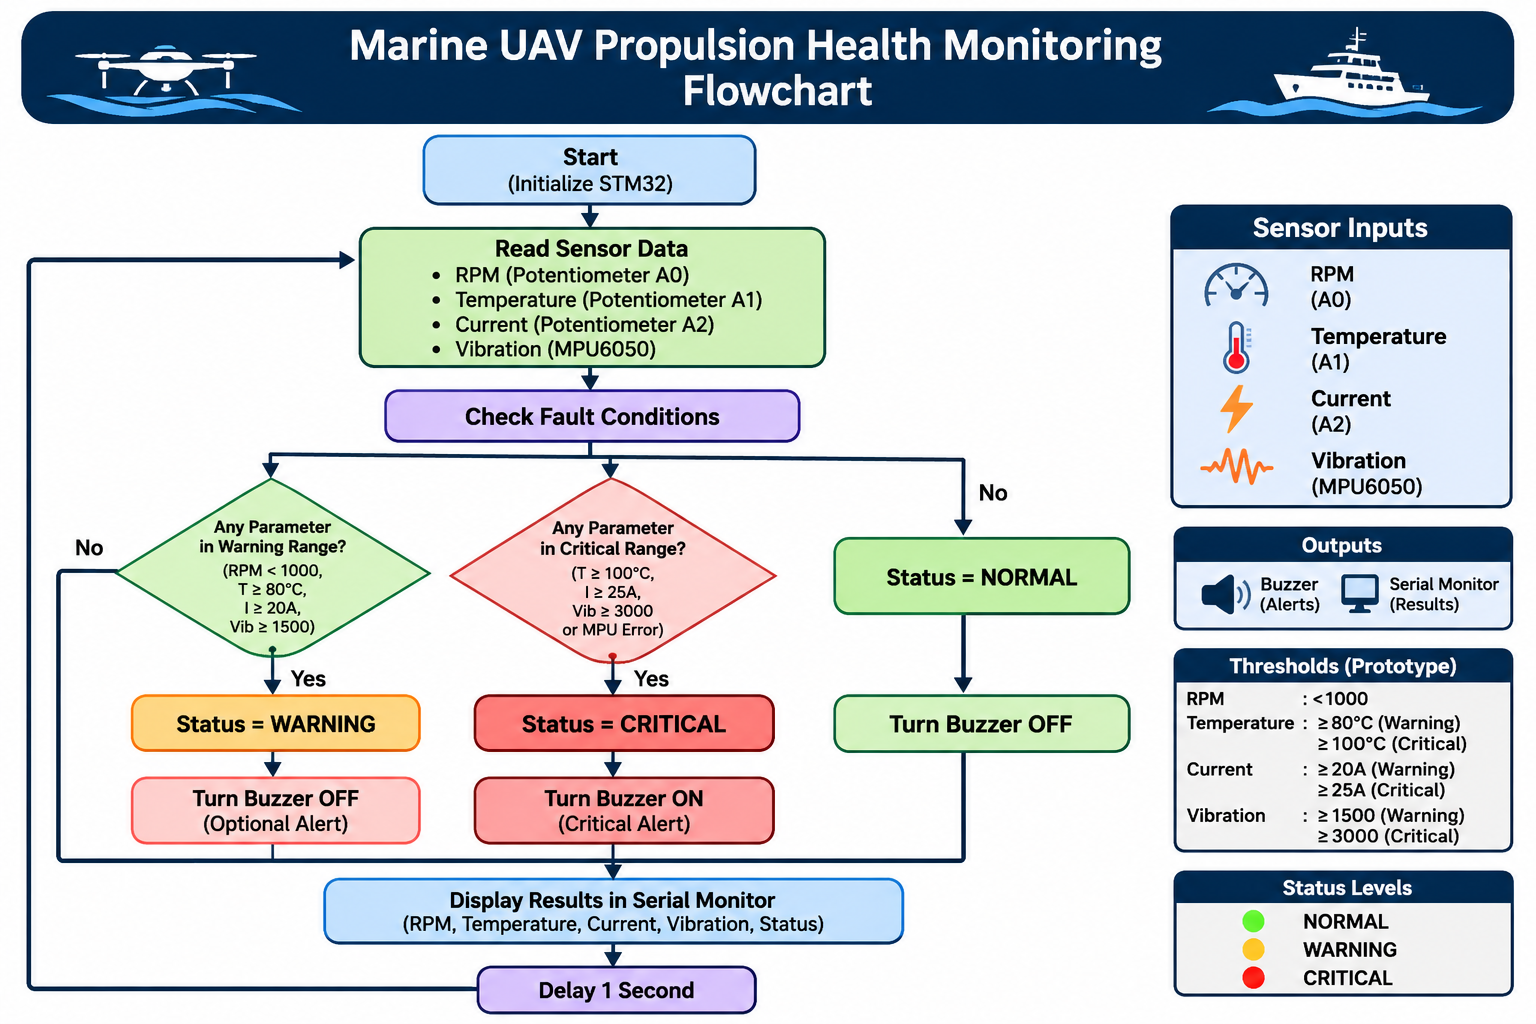 Marine UAV Propulsion Health Monitoring
Flowchart
Start
(Initialize STM32)
Read Sensor Data
• RPM (Potentiometer A0)
• Temperature (Potentiometer A1)
• Current (Potentiometer A2)
• Vibration (MPU6050)
Check Fault Conditions
No
Any Parameter
in Warning Range?
(RPM < 1000,
T ≥ 80°C,
I ≥ 20A,
Vib ≥ 1500)
Yes
Status = WARNING
Turn Buzzer OFF
(Optional Alert)
Any Parameter
in Critical Range?
(T ≥ 100°C,
I ≥ 25A,
Vib ≥ 3000
or MPU Error)
Yes
Status = CRITICAL
Turn Buzzer ON
(Critical Alert)
No
Status = NORMAL
Turn Buzzer OFF
Display Results in Serial Monitor
(RPM, Temperature, Current, Vibration, Status)
Delay 1 Second
Sensor Inputs
RPM
(A0)
Temperature
(A1)
Current
(A2)
Vibration
(MPU6050)
Outputs
Buzzer
(Alerts)
Serial Monitor
(Results)
Thresholds (Prototype)
RPM : < 1000
Temperature : ≥ 80°C (Warning)
≥ 100°C (Critical)
Current : ≥ 20A (Warning)
≥ 25A (Critical)
Vibration : ≥ 1500 (Warning)
≥ 3000 (Critical)
Status Levels
NORMAL
WARNING
CRITICAL